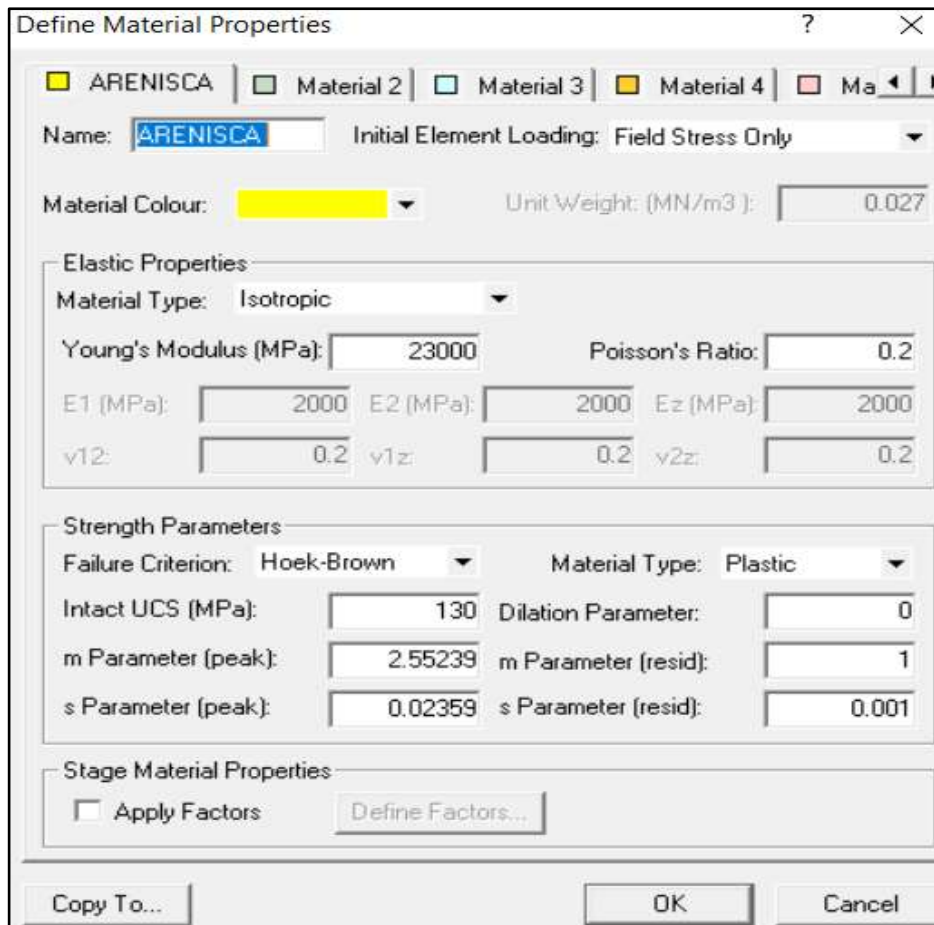 Define Material Properties ? ✕
ARENISCA Material 2 Material 3 Material 4 Ma
Name: ARENISCA Initial Element Loading: Field Stress Only
Material Colour: Unit Weight: (MN/m3 ): 0.027
Elastic Properties
Material Type: Isotropic
Young's Modulus (MPa): 23000 Poisson's Ratio: 0.2
E1 (MPa): 2000 E2 (MPa): 2000 Ez (MPa): 2000
v12: 0.2 v1z: 0.2 v2z: 0.2
Strength Parameters
Failure Criterion: Hoek-Brown Material Type: Plastic
Intact UCS (MPa): 130 Dilation Parameter: 0
m Parameter (peak): 2.55239 m Parameter (resid): 1
s Parameter (peak): 0.02359 s Parameter (resid): 0.001
Stage Material Properties
Apply Factors Define Factors...
Copy To... OK Cancel